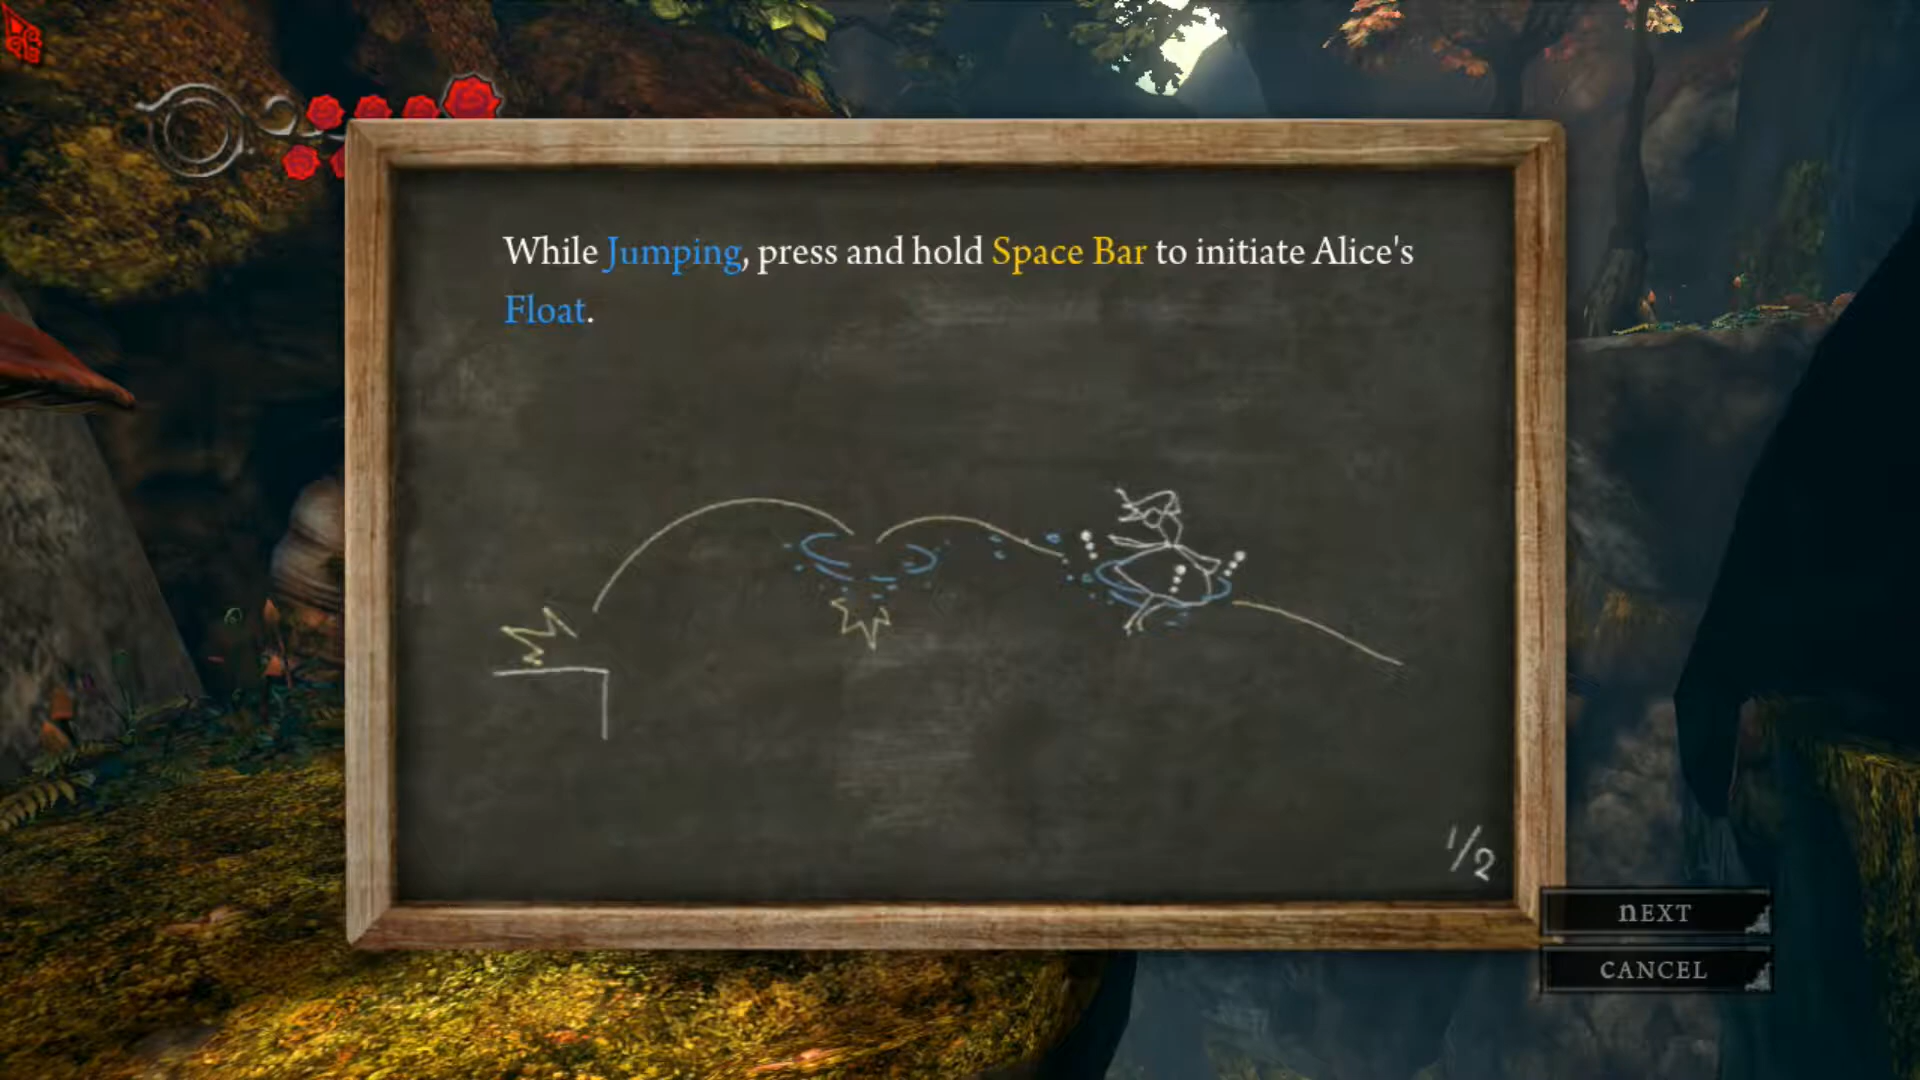 While Jumping, press and hold Space Bar to initiate Alice's
Float.
1/2
NEXT
CANCEL